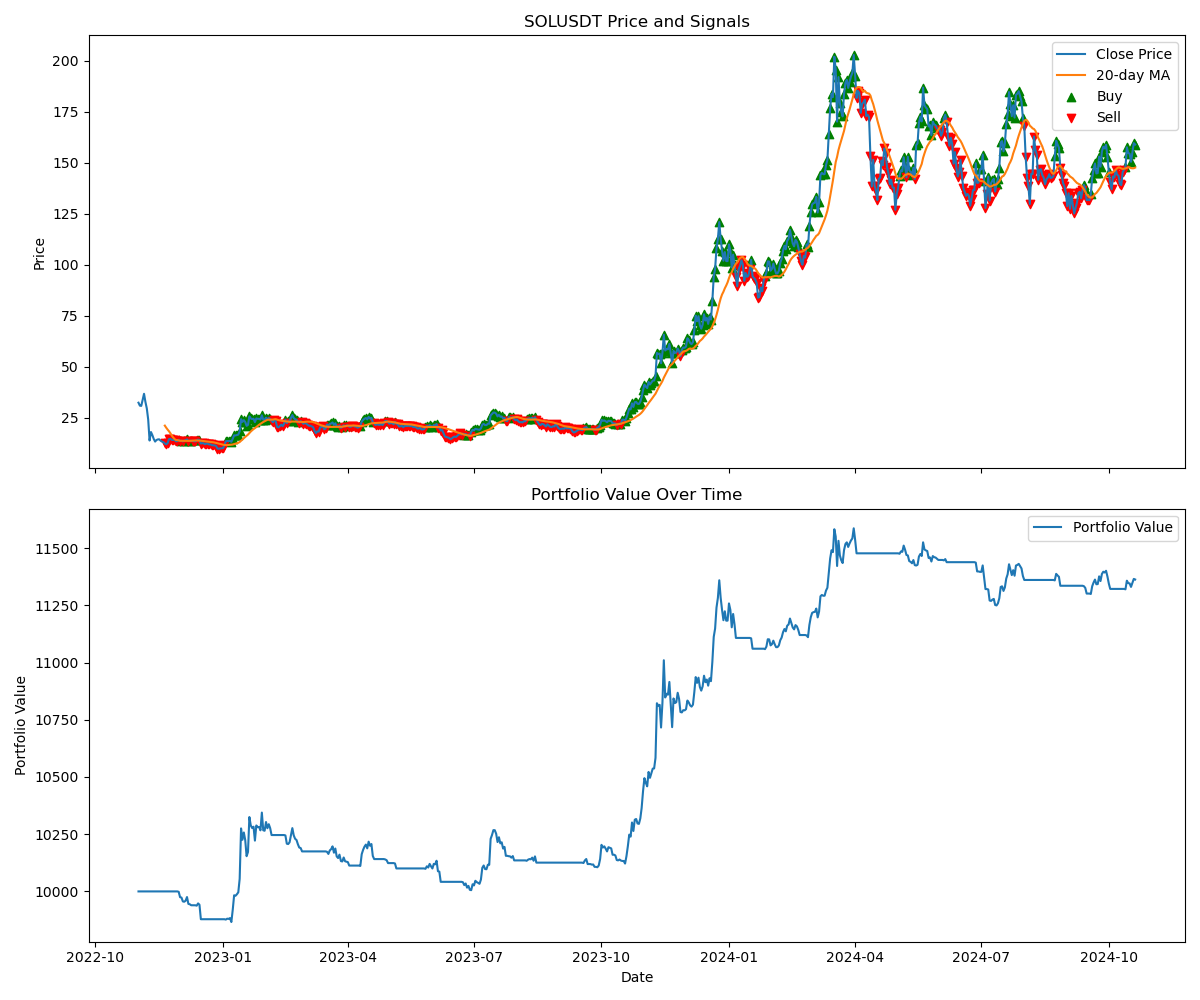 SOLUSDT Price and Signals
Price
200
175
150
125
100
75
50
25
Close Price
20-day MA
Buy
Sell
Portfolio Value Over Time
Portfolio Value
11500
11250
11000
10750
10500
10250
10000
Portfolio Value
2022-10
2023-01
2023-04
2023-07
2023-10
2024-01
2024-04
2024-07
2024-10
Date